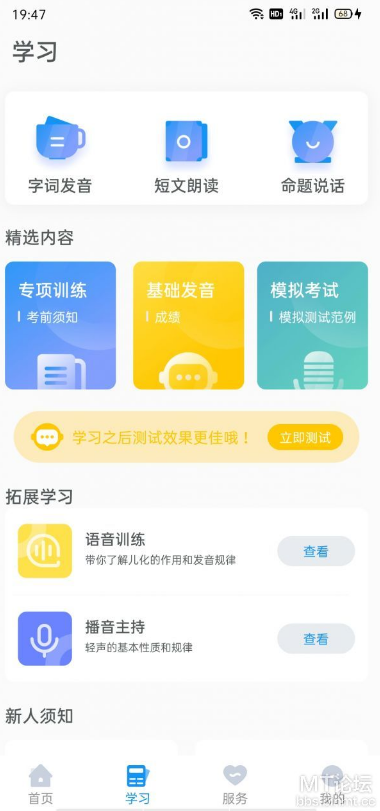 19:47
HD 4G 2G 68
学习
字词发音
短文朗读
命题说话
精选内容
专项训练
考前须知
基础发音
成绩
模拟考试
模拟测试范例
学习之后测试效果更佳哦！
立即测试
拓展学习
语音训练
带你了解儿化的作用和发音规律
查看
播音主持
轻声的基本性质和规律
查看
新人须知
首页
学习
服务
我的
MT论坛